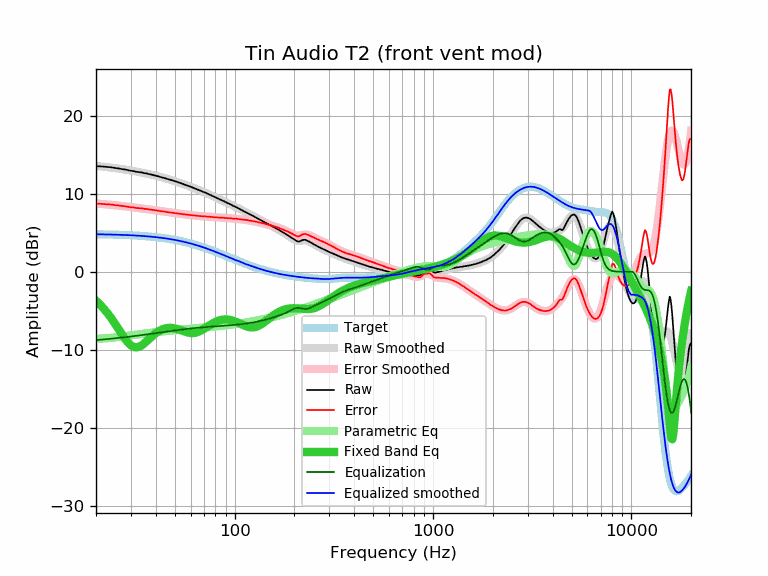 Tin Audio T2 (front vent mod)
Amplitude (dBr)
20
10
0
−10
−20
−30
Target
Raw Smoothed
Error Smoothed
Raw
Error
Parametric Eq
Fixed Band Eq
Equalization
Equalized smoothed
100
1000
10000
Frequency (Hz)